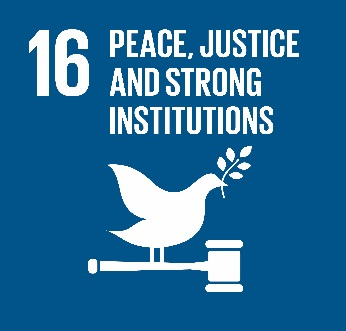 16 PEACE, JUSTICE
AND STRONG
INSTITUTIONS